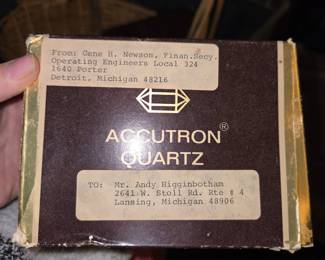 From: Gene H. Newson, Finan.Secy.
Operating Engineers Local 324
1640 Porter
Detroit, Michigan 48216
ACCUTRON®
QUARTZ
TO: Mr. Andy Higginbotham
2641 W. Stoll Rd. Rte # 4
Lansing, Michigan 48906